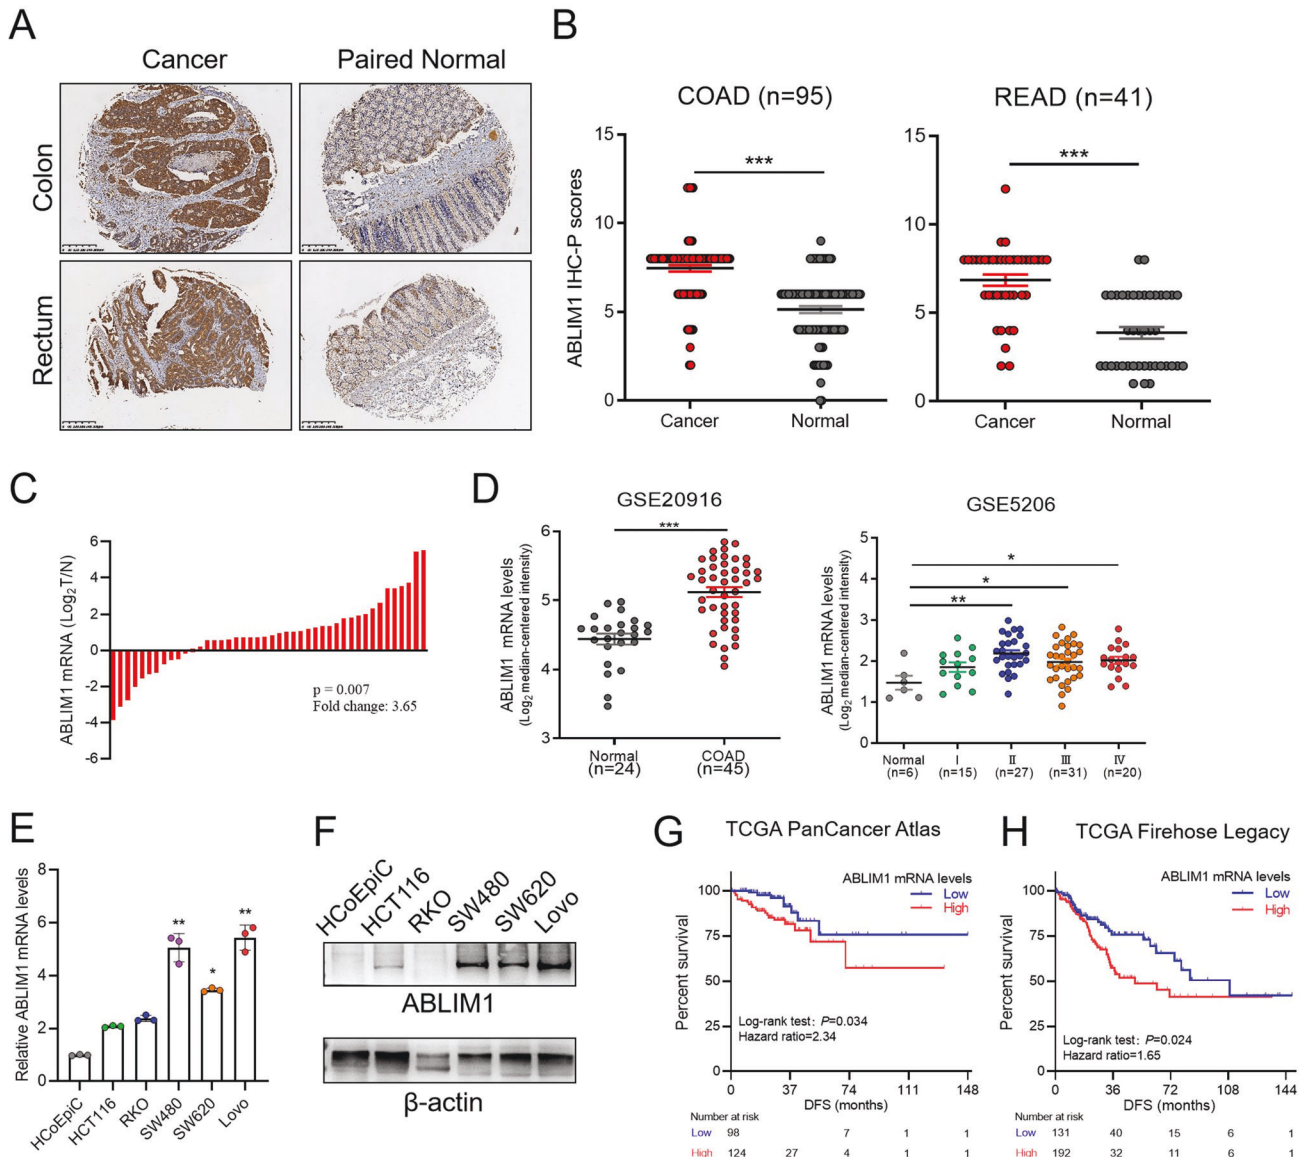 A
Cancer
Paired Normal
Colon
Rectum
B
COAD (n=95)
READ (n=41)
ABLIM1 IHC-P scores
15
10
5
0
***
Cancer
Normal
15
10
5
0
***
Cancer
Normal
C
ABLIM1 mRNA (Log2T/N)
6
4
2
0
-2
-4
-6
p = 0.007
Fold change: 3.65
D
GSE20916
ABLIM1 mRNA levels
(Log2 median-centered intensity)
6
5
4
3
***
Normal
(n=24)
COAD
(n=45)
GSE5206
ABLIM1 mRNA levels
(Log2 median-centered intensity)
5
4
3
2
1
0
*
*
**
Normal I II III IV
(n=6) (n=15) (n=27) (n=31) (n=20)
E
Relative ABLIM1 mRNA levels
8
6
4
2
0
** * **
HCoEpiC HCT116 RKO SW480 SW620 Lovo
F
HCoEpiC HCT116 RKO SW480 SW620 Lovo
ABLIM1
β-actin
G
TCGA PanCancer Atlas
ABLIM1 mRNA levels
Low
High
Percent survival
100
75
50
25
0
Log-rank test: P=0.034
Hazard ratio=2.34
0 37 74 111 148
DFS (months)
Number at risk
Low 98 7 1 1
High 124 27 4 1 1
H
TCGA Firehose Legacy
ABLIM1 mRNA levels
Low
High
Percent survival
100
75
50
25
0
Log-rank test: P=0.024
Hazard ratio=1.65
0 36 72 108 144
DFS (months)
Number at risk
Low 131 40 15 6 1
High 192 32 11 6 1